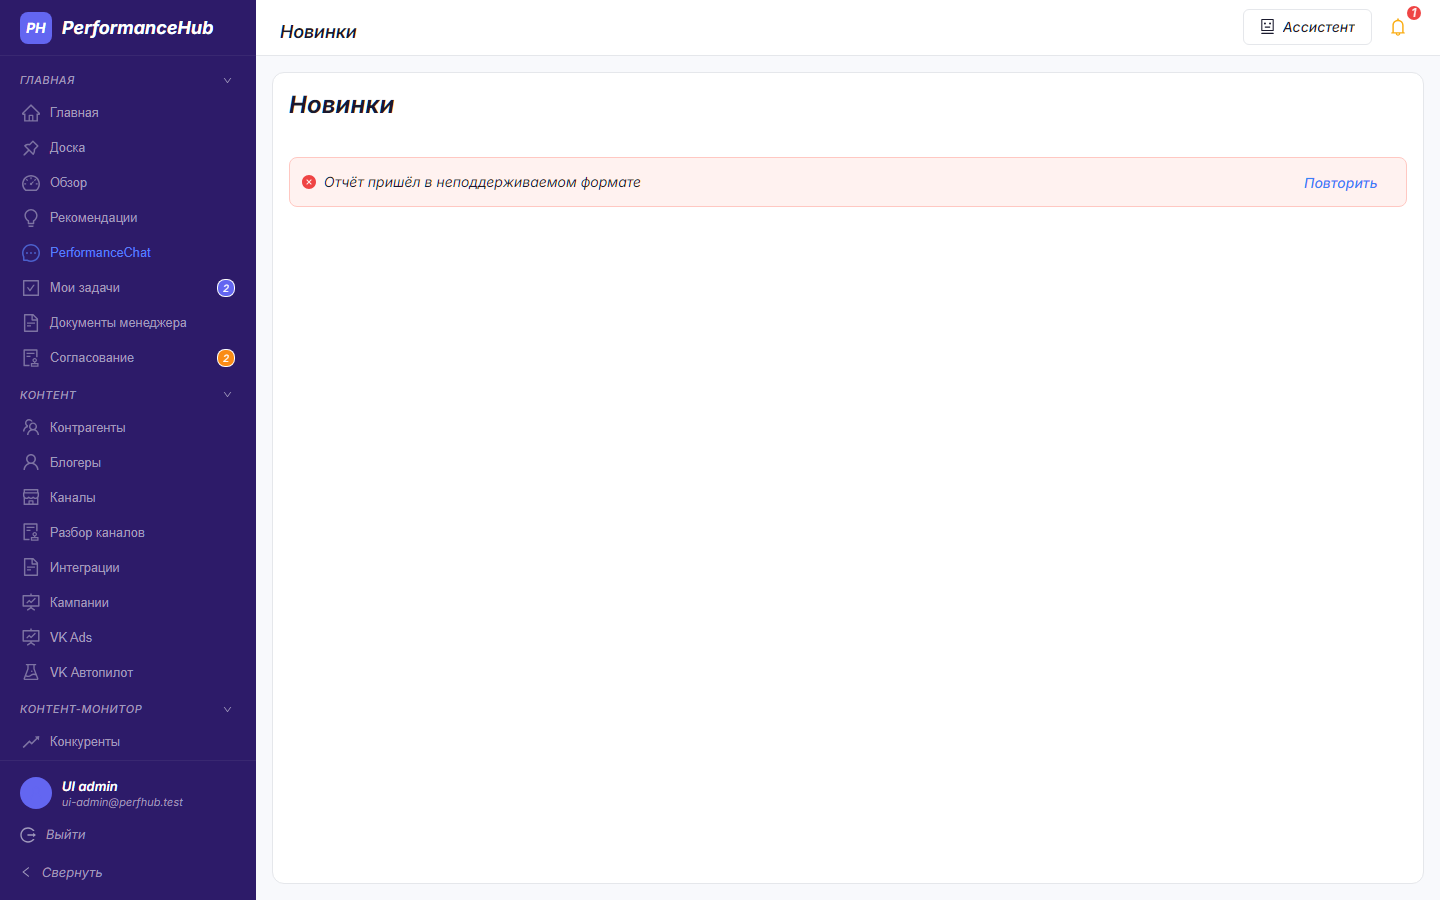 PH PerformanceHub
ГЛАВНАЯ
Главная
Доска
Обзор
Рекомендации
PerformanceChat
Мои задачи 2
Документы менеджера
Согласование 2
КОНТЕНТ
Контрагенты
Блогеры
Каналы
Разбор каналов
Интеграции
Кампании
VK Ads
VK Автопилот
КОНТЕНТ-МОНИТОР
Конкуренты
UI admin
ui-admin@perfhub.test
Выйти
Свернуть
Новинки
Ассистент
1
Новинки
Отчёт пришёл в неподдерживаемом формате
Повторить